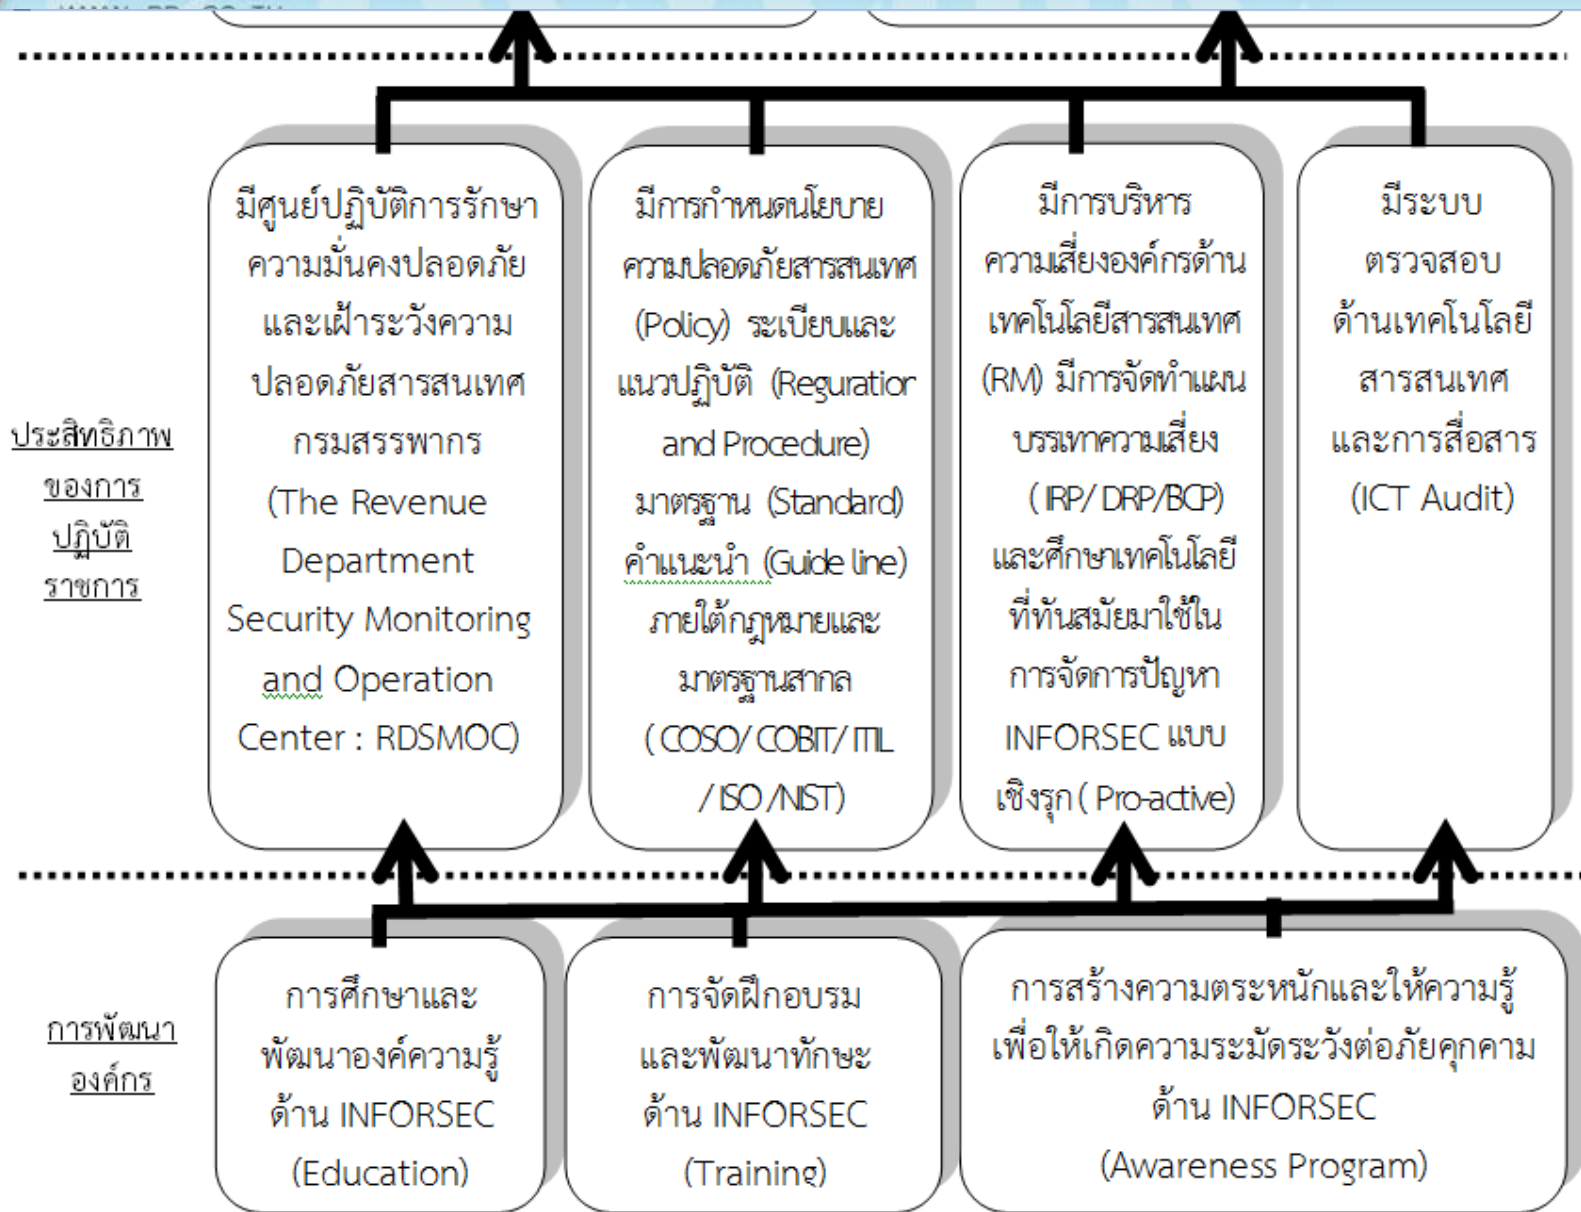 มีศูนย์ปฏิบัติการรักษา
ความมั่นคงปลอดภัย
และเฝ้าระวังความ
ปลอดภัยสารสนเทศ
กรมสรรพากร
(The Revenue
Department
Security Monitoring
and Operation
Center : RDSMOC)
มีการกำหนดนโยบาย
ความปลอดภัยสารสนเทศ
(Policy) ระเบียบและ
แนวปฏิบัติ (Reguration
and Procedure)
มาตรฐาน (Standard)
คำแนะนำ (Guide line)
ภายใต้กฎหมายและ
มาตรฐานสากล
( COSO/ COBIT/ ITIL
/ ISO /NIST)
มีการบริหาร
ความเสี่ยงองค์กรด้าน
เทคโนโลยีสารสนเทศ
(RM) มีการจัดทำแผน
บรรเทาความเสี่ยง
( IRP/ DRP/BCP)
และศึกษาเทคโนโลยี
ที่ทันสมัยมาใช้ใน
การจัดการปัญหา
INFORSEC แบบ
เชิงรุก ( Pro-active)
มีระบบ
ตรวจสอบ
ด้านเทคโนโลยี
สารสนเทศ
และการสื่อสาร
(ICT Audit)
ประสิทธิภาพ
ของการ
ปฏิบัติ
ราชการ
การพัฒนา
องค์กร
การศึกษาและ
พัฒนาองค์ความรู้
ด้าน INFORSEC
(Education)
การจัดฝึกอบรม
และพัฒนาทักษะ
ด้าน INFORSEC
(Training)
การสร้างความตระหนักและให้ความรู้
เพื่อให้เกิดความระมัดระวังต่อภัยคุกคาม
ด้าน INFORSEC
(Awareness Program)